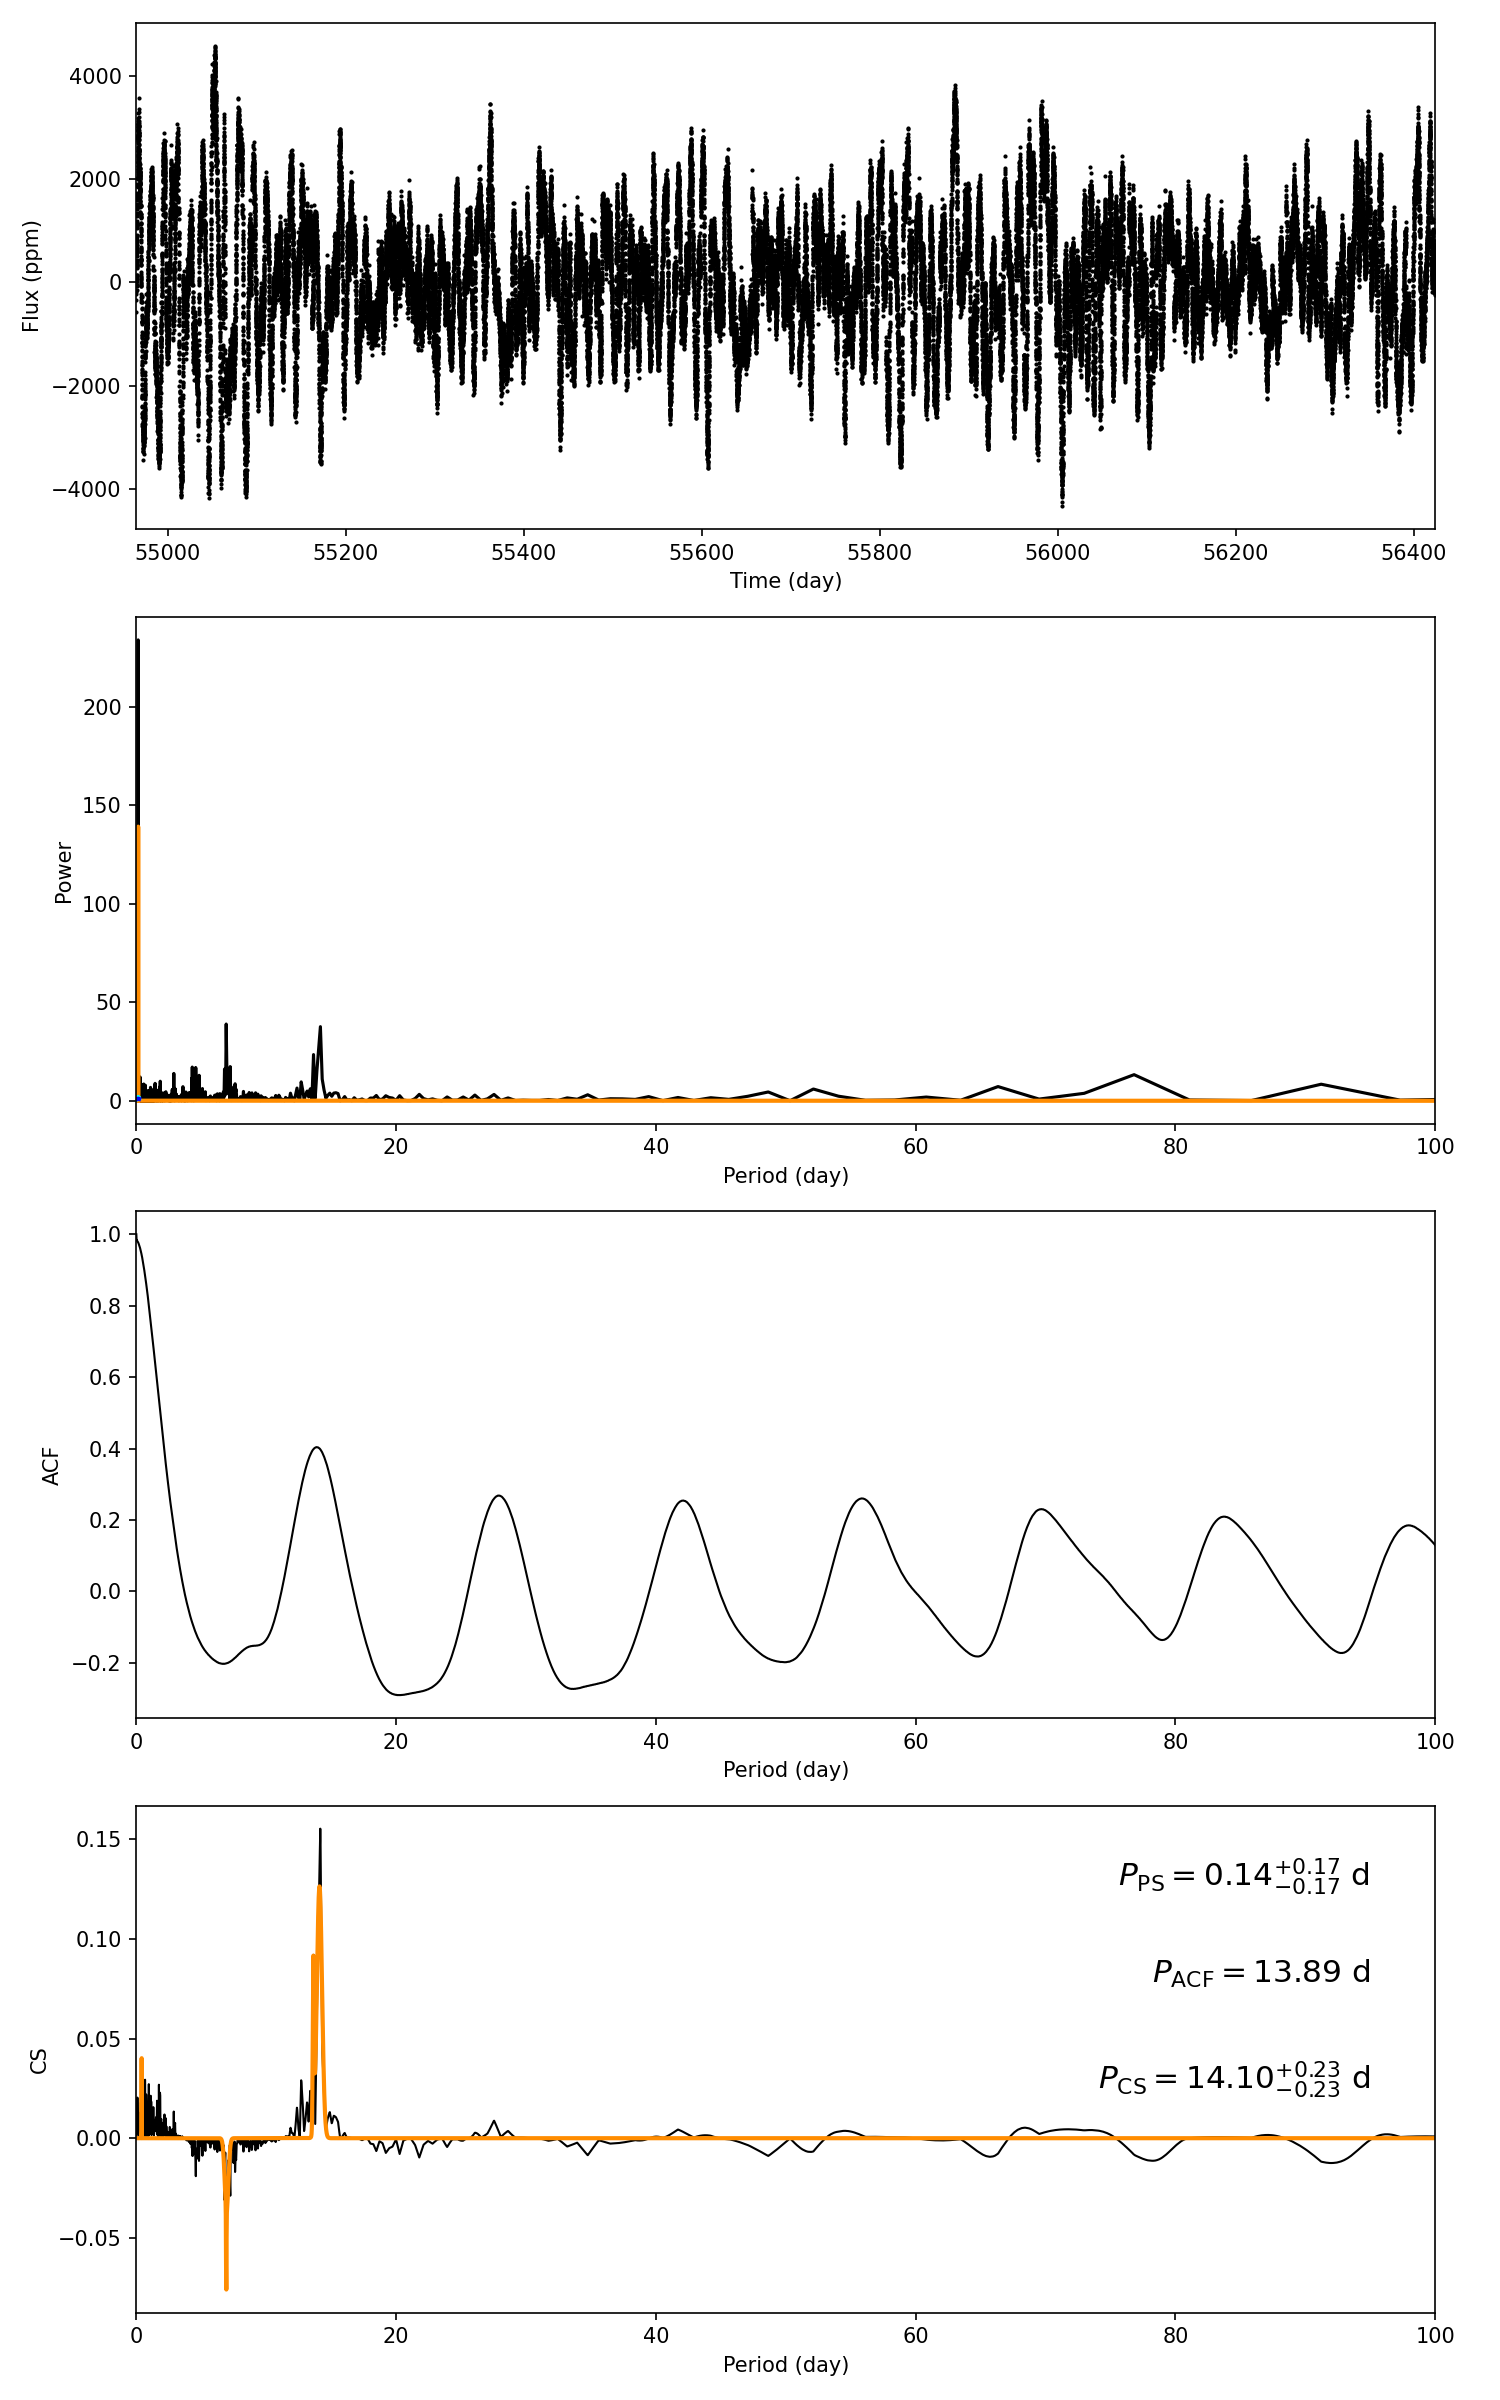 4000
2000
0
−2000
−4000
Flux (ppm)
55000 55200 55400 55600 55800 56000 56200 56400
Time (day)
200
150
100
50
0
Power
0 20 40 60 80 100
Period (day)
1.0
0.8
0.6
0.4
0.2
0.0
−0.2
ACF
0 20 40 60 80 100
Period (day)
0.15
0.10
0.05
0.00
−0.05
CS
P_PS = 0.14^{+0.17}_{−0.17} d
P_ACF = 13.89 d
P_CS = 14.10^{+0.23}_{−0.23} d
0 20 40 60 80 100
Period (day)